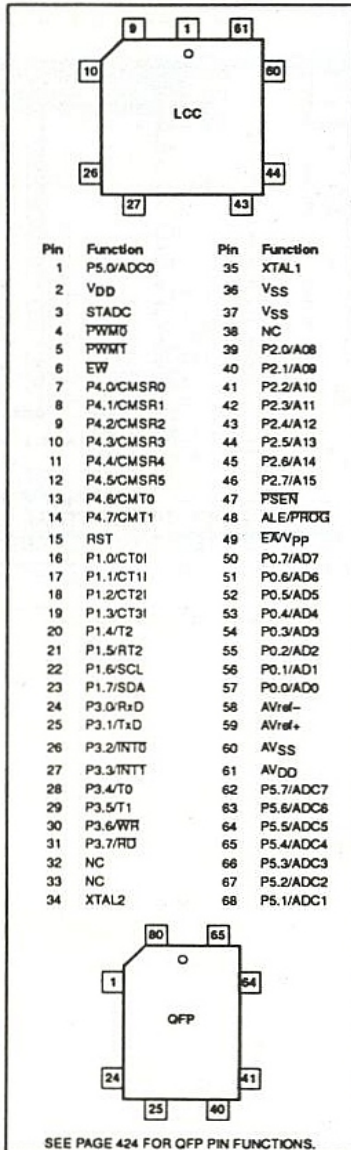 9 1 61
10 60
LCC
26 44
27 43
Pin Function Pin Function
1 P5.0/ADC0 35 XTAL1
2 VDD 36 VSS
3 STADC 37 VSS
4 PWM0 38 NC
5 PWM1 39 P2.0/A08
6 EW 40 P2.1/A09
7 P4.0/CMSR0 41 P2.2/A10
8 P4.1/CMSR1 42 P2.3/A11
9 P4.2/CMSR2 43 P2.4/A12
10 P4.3/CMSR3 44 P2.5/A13
11 P4.4/CMSR4 45 P2.6/A14
12 P4.5/CMSR5 46 P2.7/A15
13 P4.6/CMT0 47 PSEN
14 P4.7/CMT1 48 ALE/PROG
15 RST 49 EA/Vpp
16 P1.0/CT0I 50 P0.7/AD7
17 P1.1/CT1I 51 P0.6/AD6
18 P1.2/CT2I 52 P0.5/AD5
19 P1.3/CT3I 53 P0.4/AD4
20 P1.4/T2 54 P0.3/AD3
21 P1.5/RT2 55 P0.2/AD2
22 P1.6/SCL 56 P0.1/AD1
23 P1.7/SDA 57 P0.0/AD0
24 P3.0/RxD 58 AVref–
25 P3.1/TxD 59 AVref+
26 P3.2/INT0 60 AVSS
27 P3.3/INT1 61 AVDD
28 P3.4/T0 62 P5.7/ADC7
29 P3.5/T1 63 P5.6/ADC6
30 P3.6/WR 64 P5.5/ADC5
31 P3.7/RD 65 P5.4/ADC4
32 NC 66 P5.3/ADC3
33 NC 67 P5.2/ADC2
34 XTAL2 68 P5.1/ADC1
80 65
1 64
QFP
24 41
25 40
SEE PAGE 424 FOR QFP PIN FUNCTIONS.